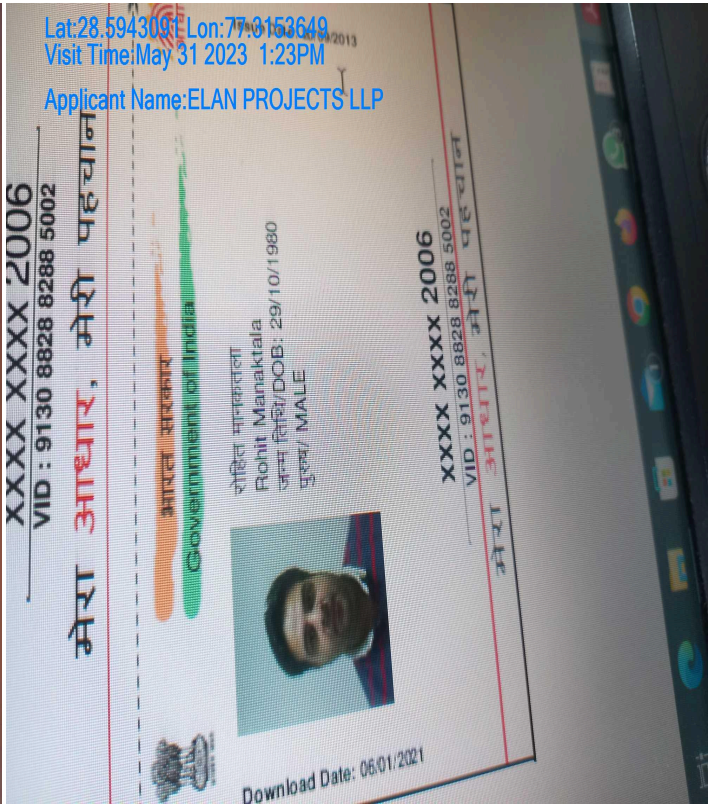 Lat:28.5943091 Lon:77.3153649
Visit Time:May 31 2023 1:23PM
Applicant Name:ELAN PROJECTS LLP
XXXX XXXX 2006
VID : 9130 8828 8288 5002
मेरा आधार, मेरी पहचान
भारत सरकार
Government of India
रोहित मानकतला
Rohit Manaktala
जन्म तिथि/DOB: 29/10/1980
पुरुष/ MALE
XXXX XXXX 2006
VID : 9130 8828 8288 5002
मेरा आधार, मेरी पहचान
Download Date: 06/01/2021